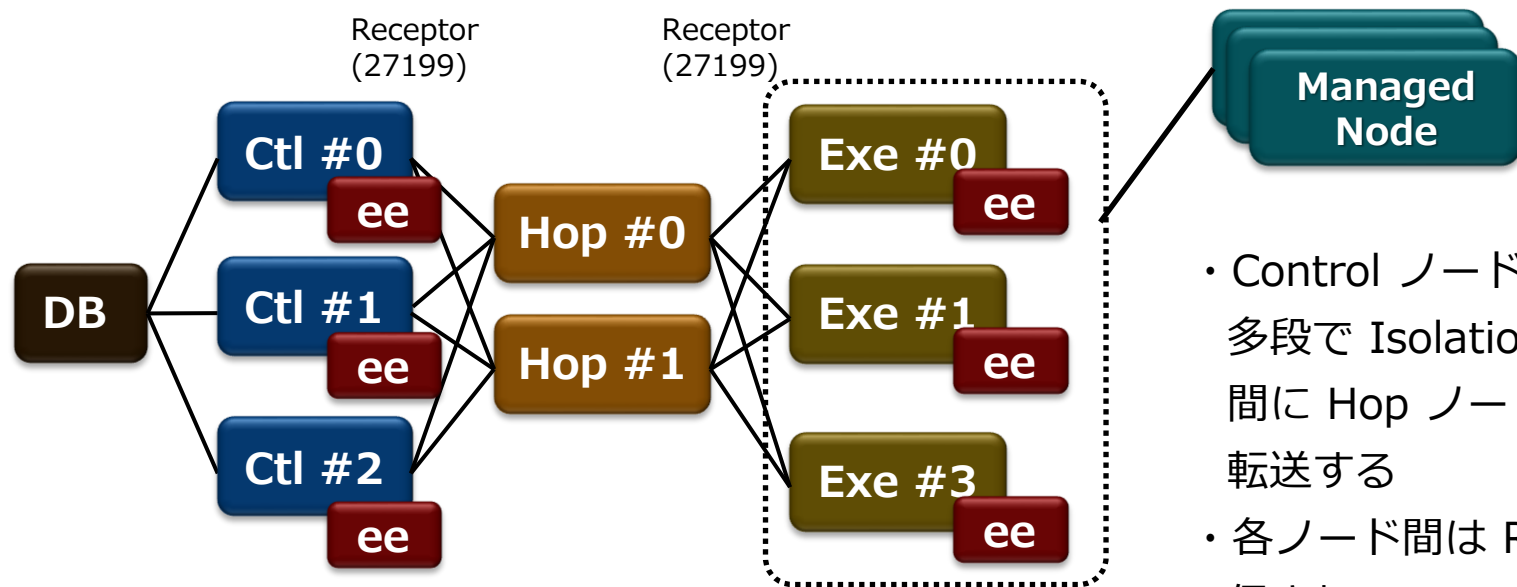 Receptor
(27199)
Receptor
(27199)
Managed
Node
Ctl #0
ee
Exe #0
ee
Hop #0
DB
Ctl #1
ee
Hop #1
Exe #1
ee
Ctl #2
ee
Exe #3
ee
・Control ノード
多段で Isolatio
間に Hop ノー
転送する
・各ノード間は